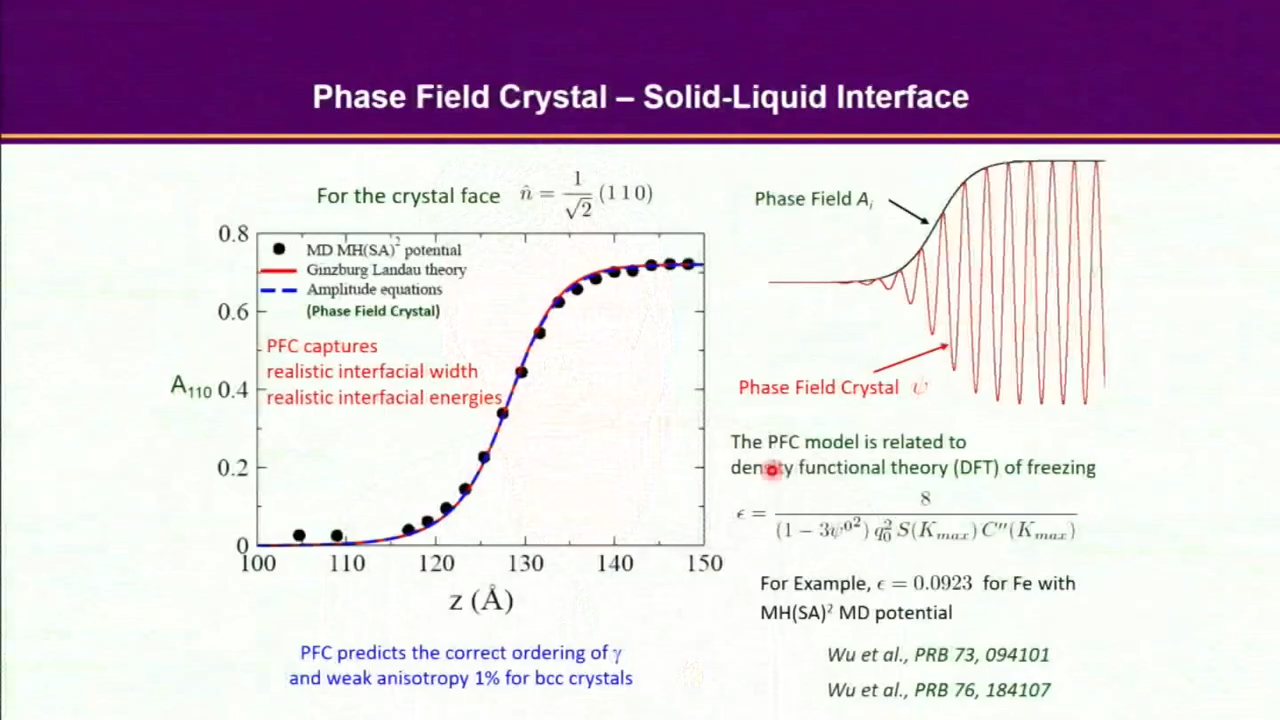 Phase Field Crystal – Solid-Liquid Interface
For the crystal face n̂ = 1/√2 (1 1 0)
0.8
0.6
0.4
0.2
0
A₁₁₀
MD MH(SA)² potential
Ginzburg Landau theory
Amplitude equations
(Phase Field Crystal)
PFC captures
realistic interfacial width
realistic interfacial energies
100 110 120 130 140 150
z (Å)
PFC predicts the correct ordering of γ
and weak anisotropy 1% for bcc crystals
Phase Field Aᵢ
Phase Field Crystal ψ
The PFC model is related to
density functional theory (DFT) of freezing
ϵ = 8 / (1 − 3ψ⁰²) q₀² S(Kₘₐₓ) C′′(Kₘₐₓ)
For Example, ϵ = 0.0923 for Fe with
MH(SA)² MD potential
Wu et al., PRB 73, 094101
Wu et al., PRB 76, 184107